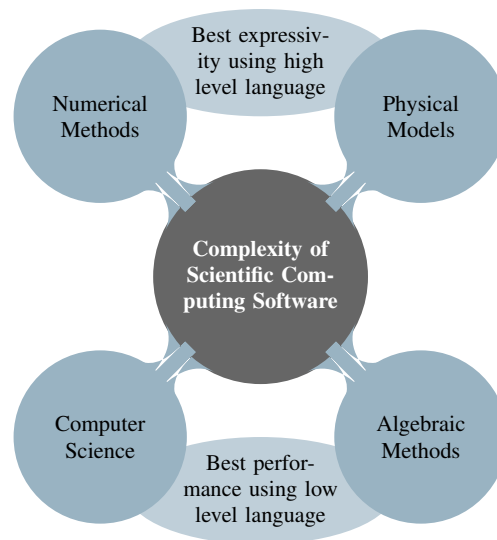 Best expressiv-
ity using high
level language
Numerical
Methods
Physical
Models
Complexity of
Scientific Com-
puting Software
Computer
Science
Algebraic
Methods
Best perfor-
mance using low
level language